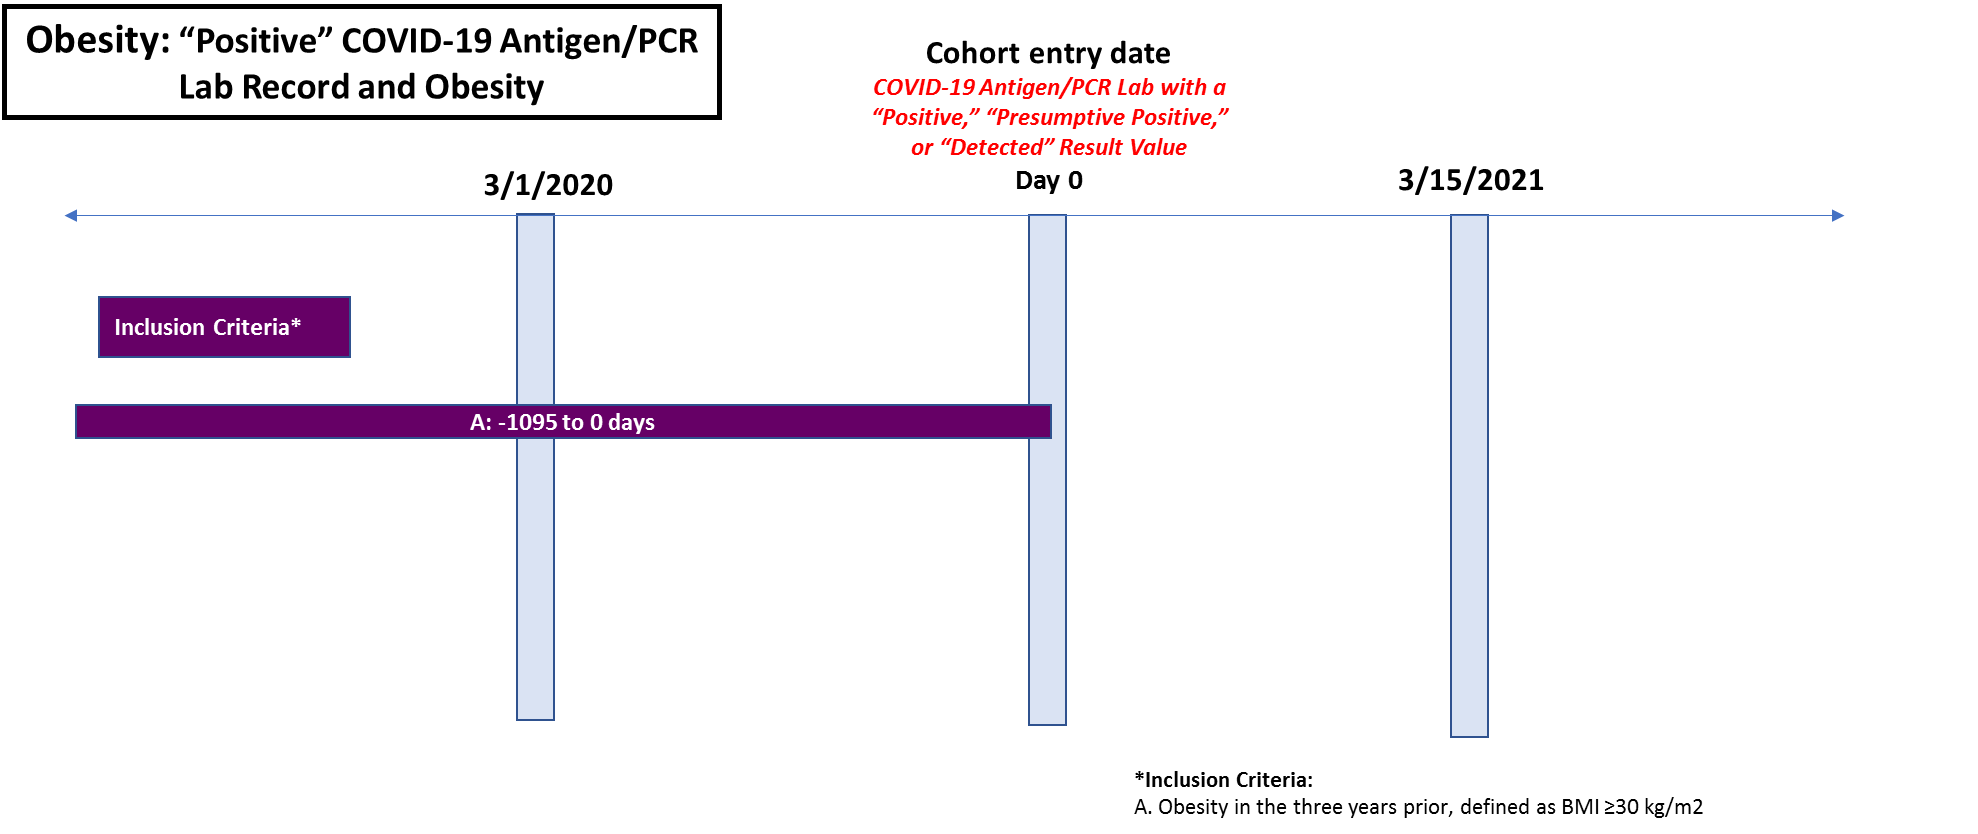 Obesity: “Positive” COVID-19 Antigen/PCR
Lab Record and Obesity
Cohort entry date
COVID-19 Antigen/PCR Lab with a
“Positive,” “Presumptive Positive,”
or “Detected” Result Value
3/1/2020
Day 0
3/15/2021
Inclusion Criteria*
A: -1095 to 0 days
*Inclusion Criteria:
A. Obesity in the three years prior, defined as BMI ≥30 kg/m2